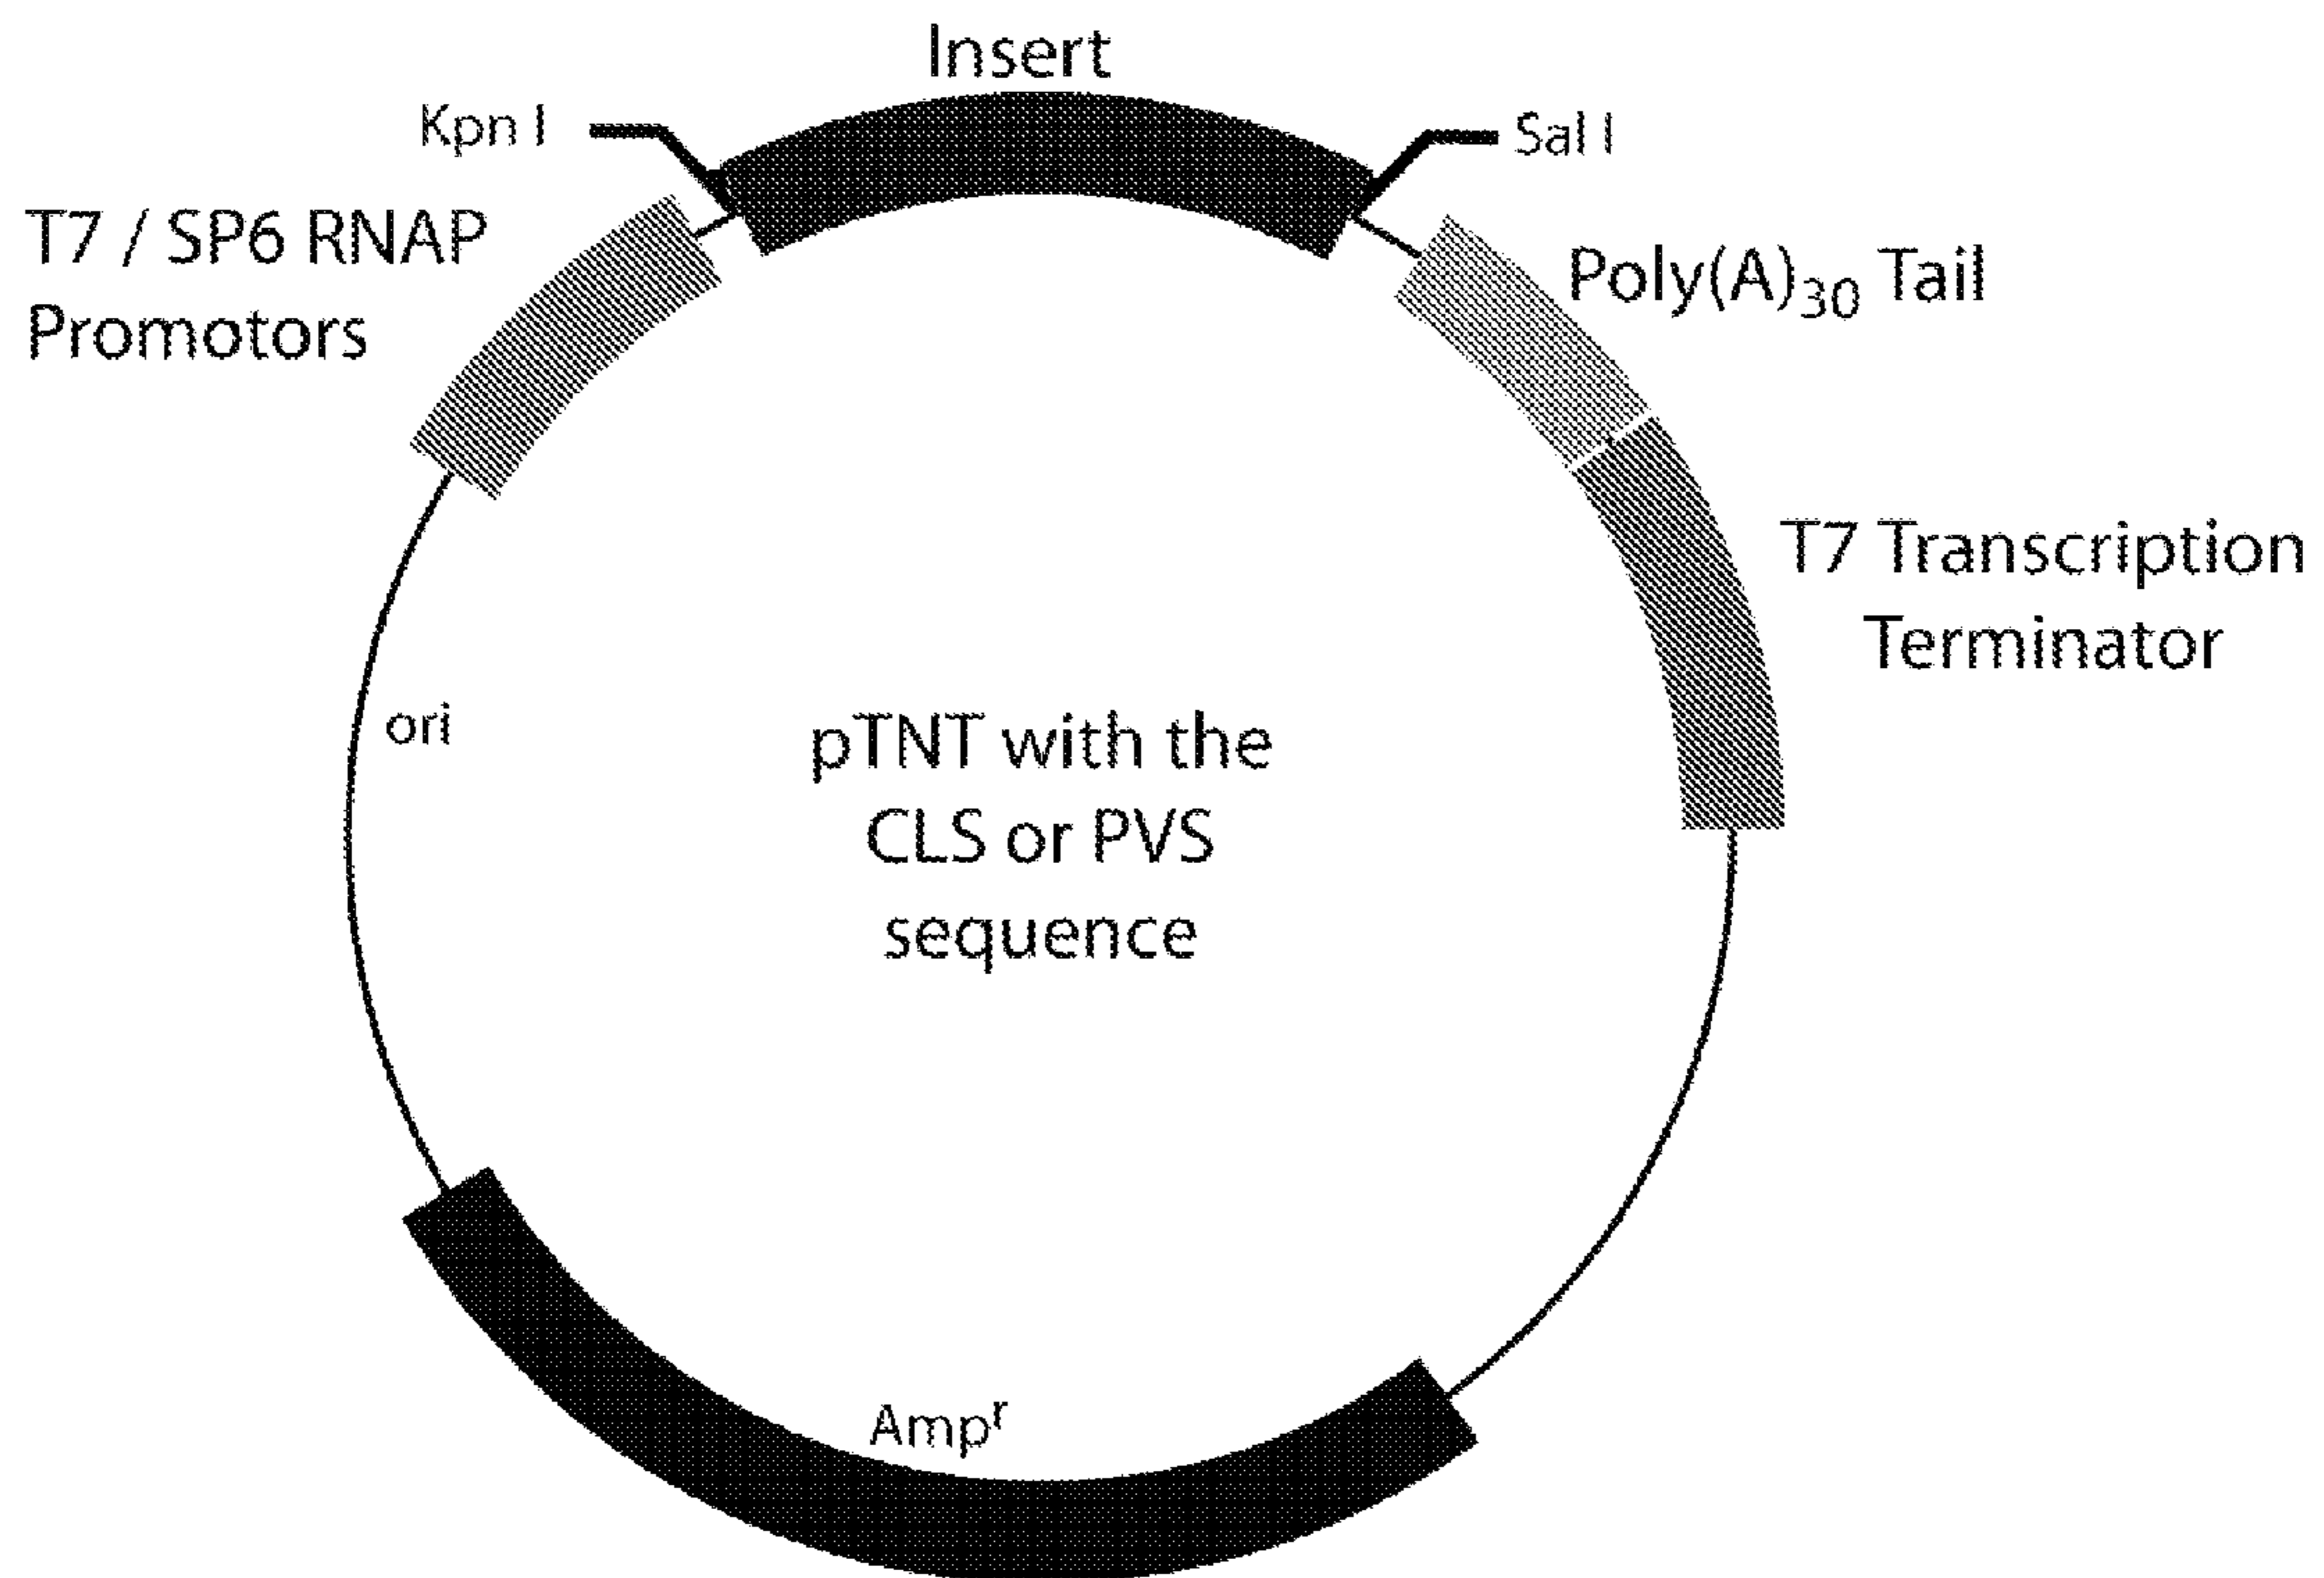 Insert
Kpn I
Sal I
T7 / SP6 RNAP
Promotors
Poly(A)30 Tail
T7 Transcription
Terminator
ori
pTNT with the
CLS or PVS
sequence
Ampr